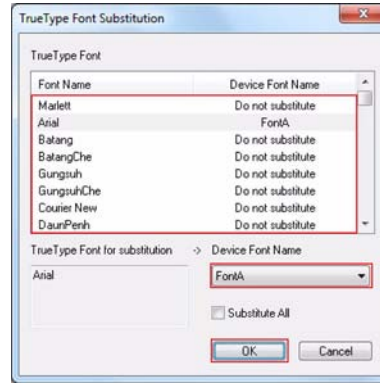 TrueType Font Substitution
TrueType Font
Font Name Device Font Name
Marlett Do not substitute
Arial FontA
Batang Do not substitute
BatangChe Do not substitute
Gungsuh Do not substitute
GungsuhChe Do not substitute
Courier New Do not substitute
DaunPenh Do not substitute
TrueType Font for substitution -> Device Font Name
Arial FontA
Substitute All
OK Cancel